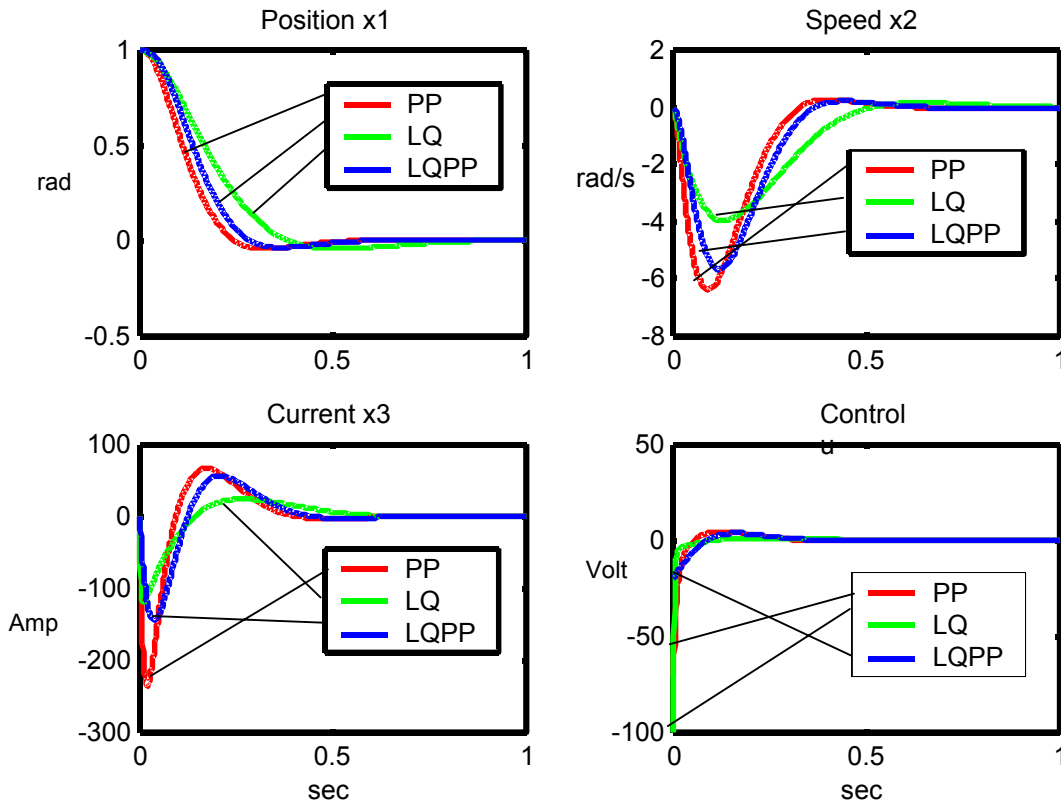 Position x1
1
0.5
0
-0.5
rad
PP
LQ
LQPP
0
0.5
1
Speed x2
2
0
-2
-4
-6
-8
rad/s
PP
LQ
LQPP
0
0.5
1
Current x3
100
0
-100
-200
-300
Amp
PP
LQ
LQPP
0
0.5
1
sec
Control
u
50
0
-50
-100
Volt
PP
LQ
LQPP
0
0.5
1
sec